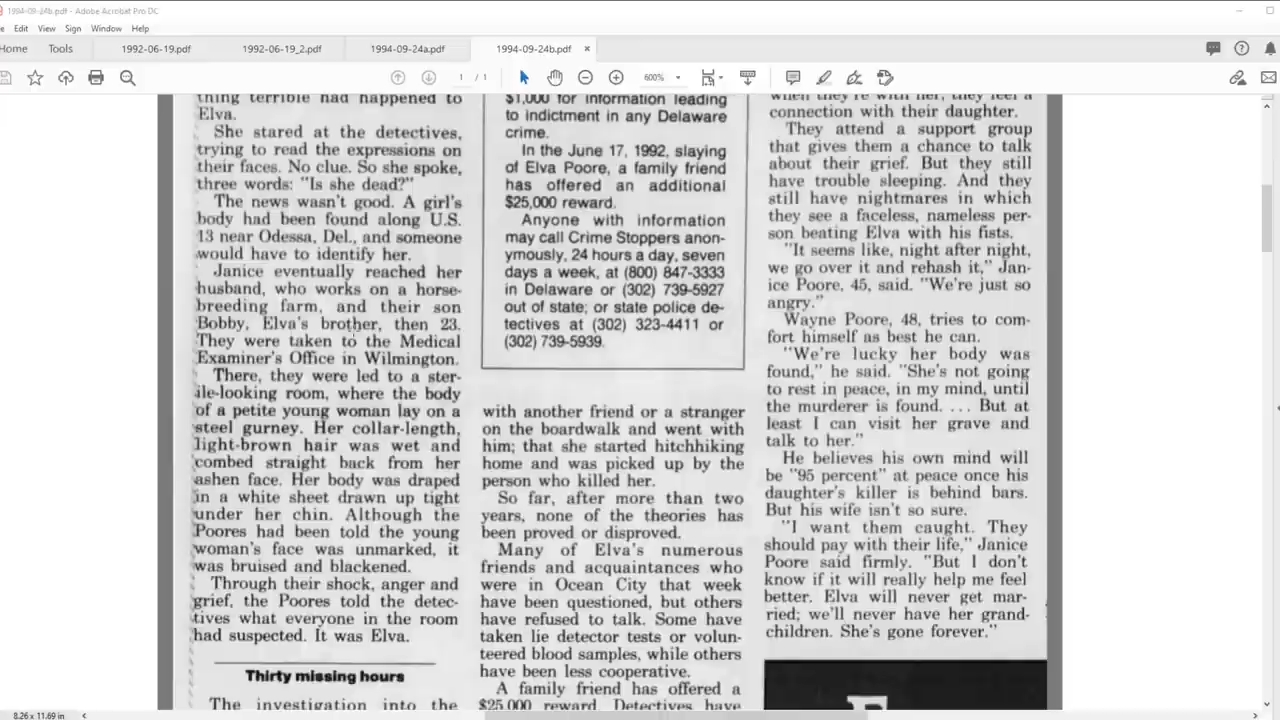 1994-09-24b.pdf - Adobe Acrobat Pro DC
Edit View Sign Window Help
Home Tools 1992-06-19.pdf 1992-06-19_2.pdf 1994-09-24a.pdf 1994-09-24b.pdf ×
1 / 1 600%
thing terrible had happened to
Elva.
She stared at the detectives,
trying to read the expressions on
their faces. No clue. So she spoke,
three words: "Is she dead?"
The news wasn't good. A girl's
body had been found along U.S.
13 near Odessa, Del., and someone
would have to identify her.
Janice eventually reached her
husband, who works on a horse-
breeding farm, and their son
Bobby, Elva's brother, then 23.
They were taken to the Medical
Examiner's Office in Wilmington.
There, they were led to a ster-
ile-looking room, where the body
of a petite young woman lay on a
steel gurney. Her collar-length,
light-brown hair was wet and
combed straight back from her
ashen face. Her body was draped
in a white sheet drawn up tight
under her chin. Although the
Poores had been told the young
woman's face was unmarked, it
was bruised and blackened.
Through their shock, anger and
grief, the Poores told the detec-
tives what everyone in the room
had suspected. It was Elva.
Thirty missing hours
The investigation into the
$1,000 for information leading
to indictment in any Delaware
crime.
In the June 17, 1992, slaying
of Elva Poore, a family friend
has offered an additional
$25,000 reward.
Anyone with information
may call Crime Stoppers anon-
ymously, 24 hours a day, seven
days a week, at (800) 847-3333
in Delaware or (302) 739-5927
out of state; or state police de-
tectives at (302) 323-4411 or
(302) 739-5939.
with another friend or a stranger
on the boardwalk and went with
him; that she started hitchhiking
home and was picked up by the
person who killed her.
So far, after more than two
years, none of the theories has
been proved or disproved.
Many of Elva's numerous
friends and acquaintances who
were in Ocean City that week
have been questioned, but others
have refused to talk. Some have
taken lie detector tests or volun-
teered blood samples, while others
have been less cooperative.
A family friend has offered a
$25,000 reward. Detectives have
when they're with her, they feel a
connection with their daughter.
They attend a support group
that gives them a chance to talk
about their grief. But they still
have trouble sleeping. And they
still have nightmares in which
they see a faceless, nameless per-
son beating Elva with his fists.
"It seems like, night after night,
we go over it and rehash it," Jan-
ice Poore, 45, said. "We're just so
angry."
Wayne Poore, 48, tries to com-
fort himself as best he can.
"We're lucky her body was
found," he said. "She's not going
to rest in peace, in my mind, until
the murderer is found. ... But at
least I can visit her grave and
talk to her."
He believes his own mind will
be "95 percent" at peace once his
daughter's killer is behind bars.
But his wife isn't so sure.
"I want them caught. They
should pay with their life," Janice
Poore said firmly. "But I don't
know if it will really help me feel
better. Elva will never get mar-
ried; we'll never have her grand-
children. She's gone forever."
8.26 x 11.69 in